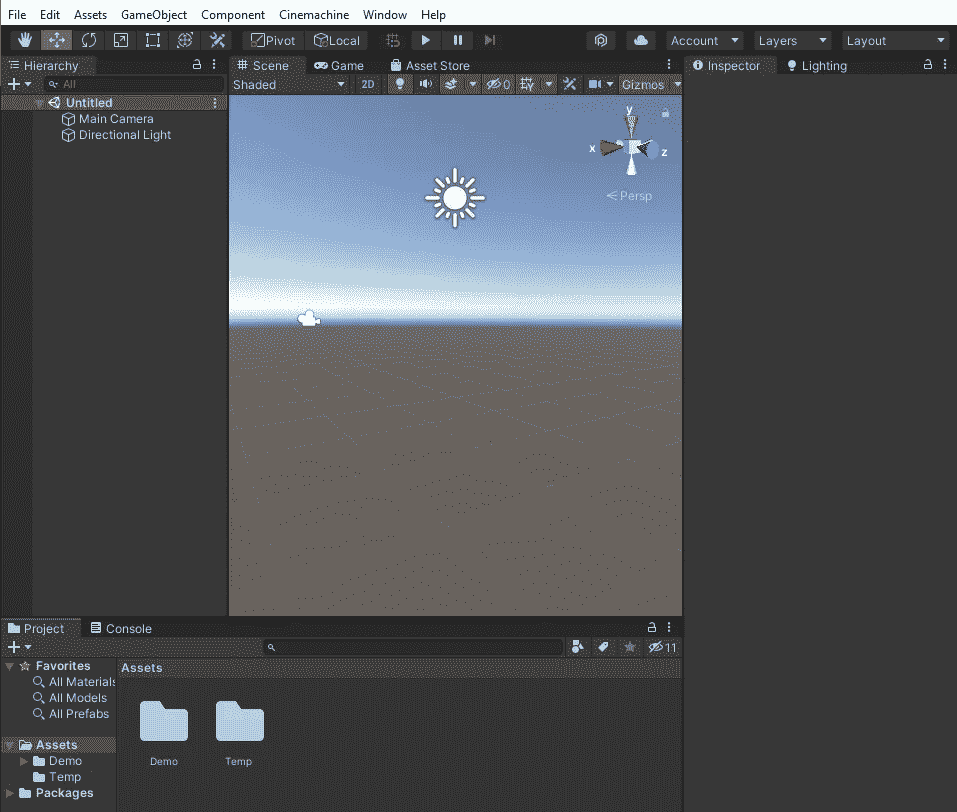 File Edit Assets GameObject Component Cinemachine Window Help
Pivot Local Account Layers Layout
Hierarchy
All
Untitled
Main Camera
Directional Light
Scene Game Asset Store
Shaded 2D 0 Gizmos
y
x
z
Persp
Inspector Lighting
Project Console
11
Favorites
All Materials
All Models
All Prefabs
Assets
Demo
Temp
Packages
Assets
Demo Temp